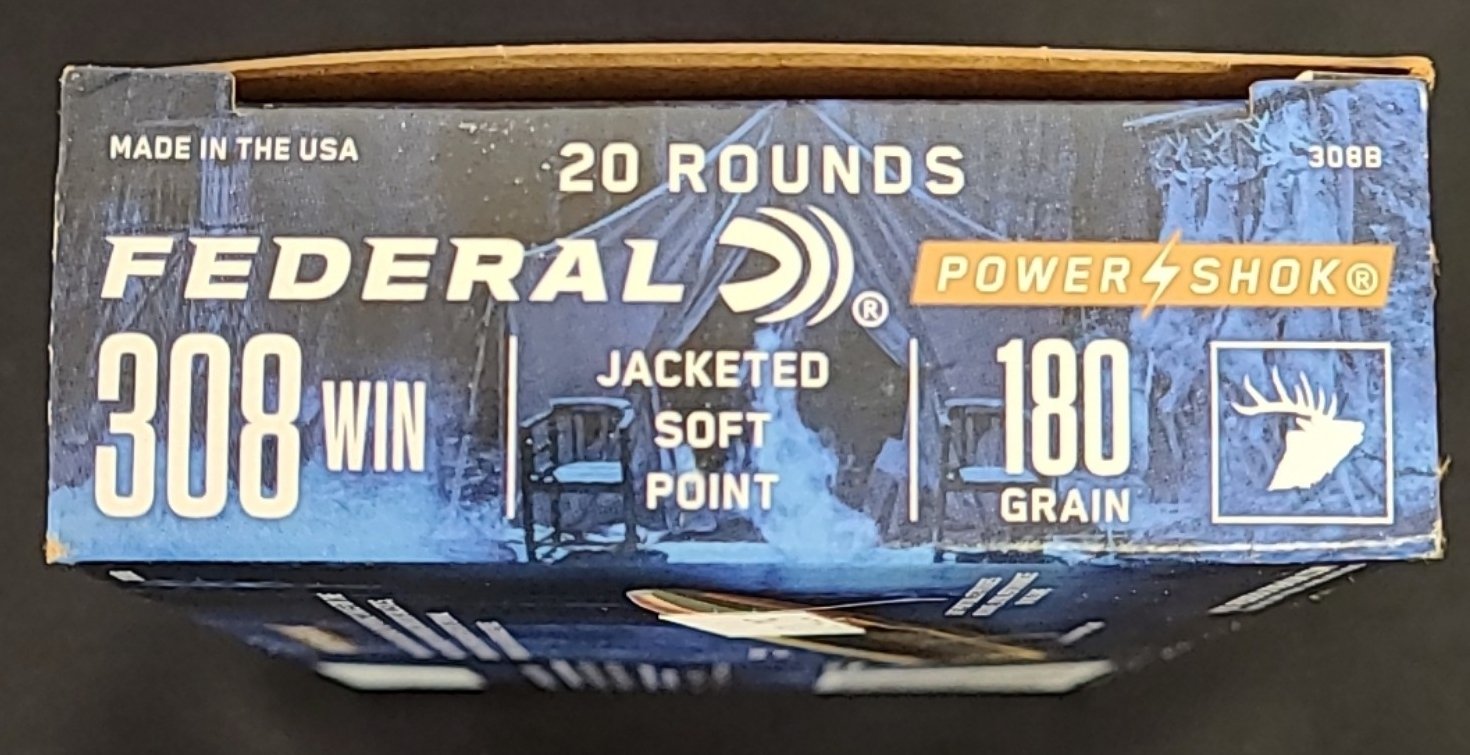 MADE IN THE USA
20 ROUNDS
308B
FEDERAL®
POWER SHOK®
308 WIN
JACKETED
SOFT
POINT
180
GRAIN